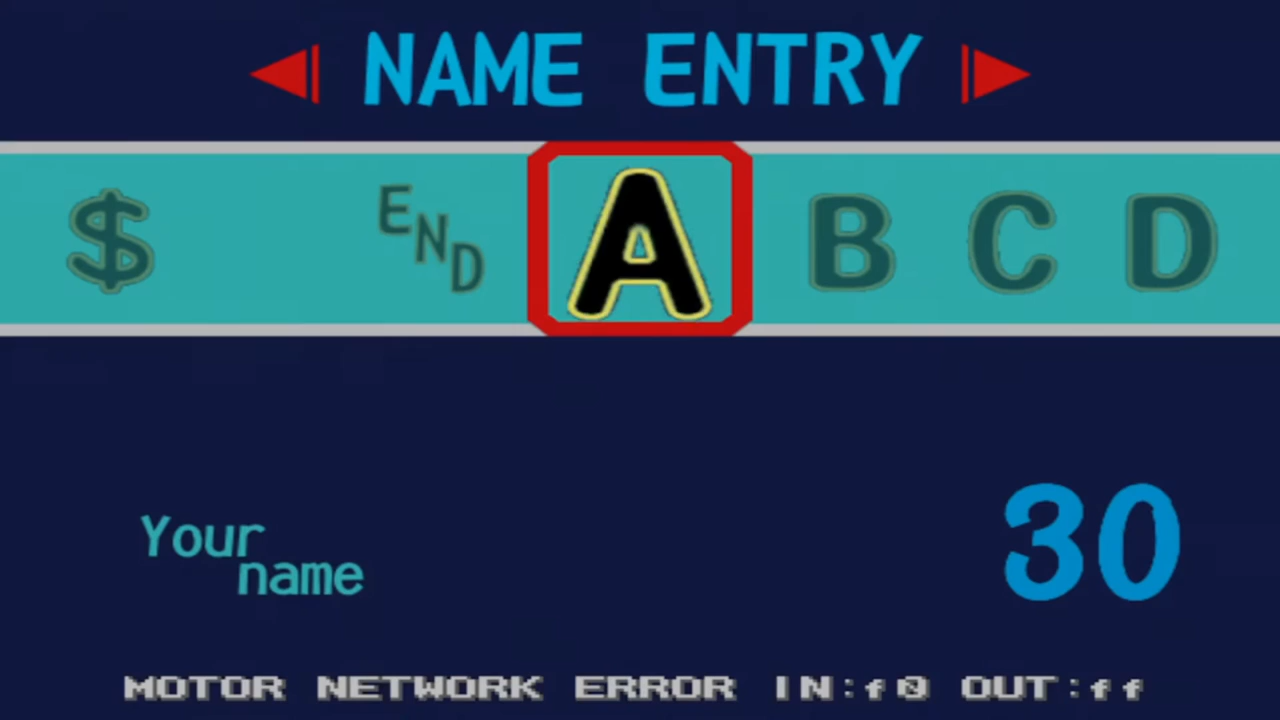 NAME ENTRY
$ END A B C D
Your
name
30
MOTOR NETWORK ERROR IN:f0 OUT:ff